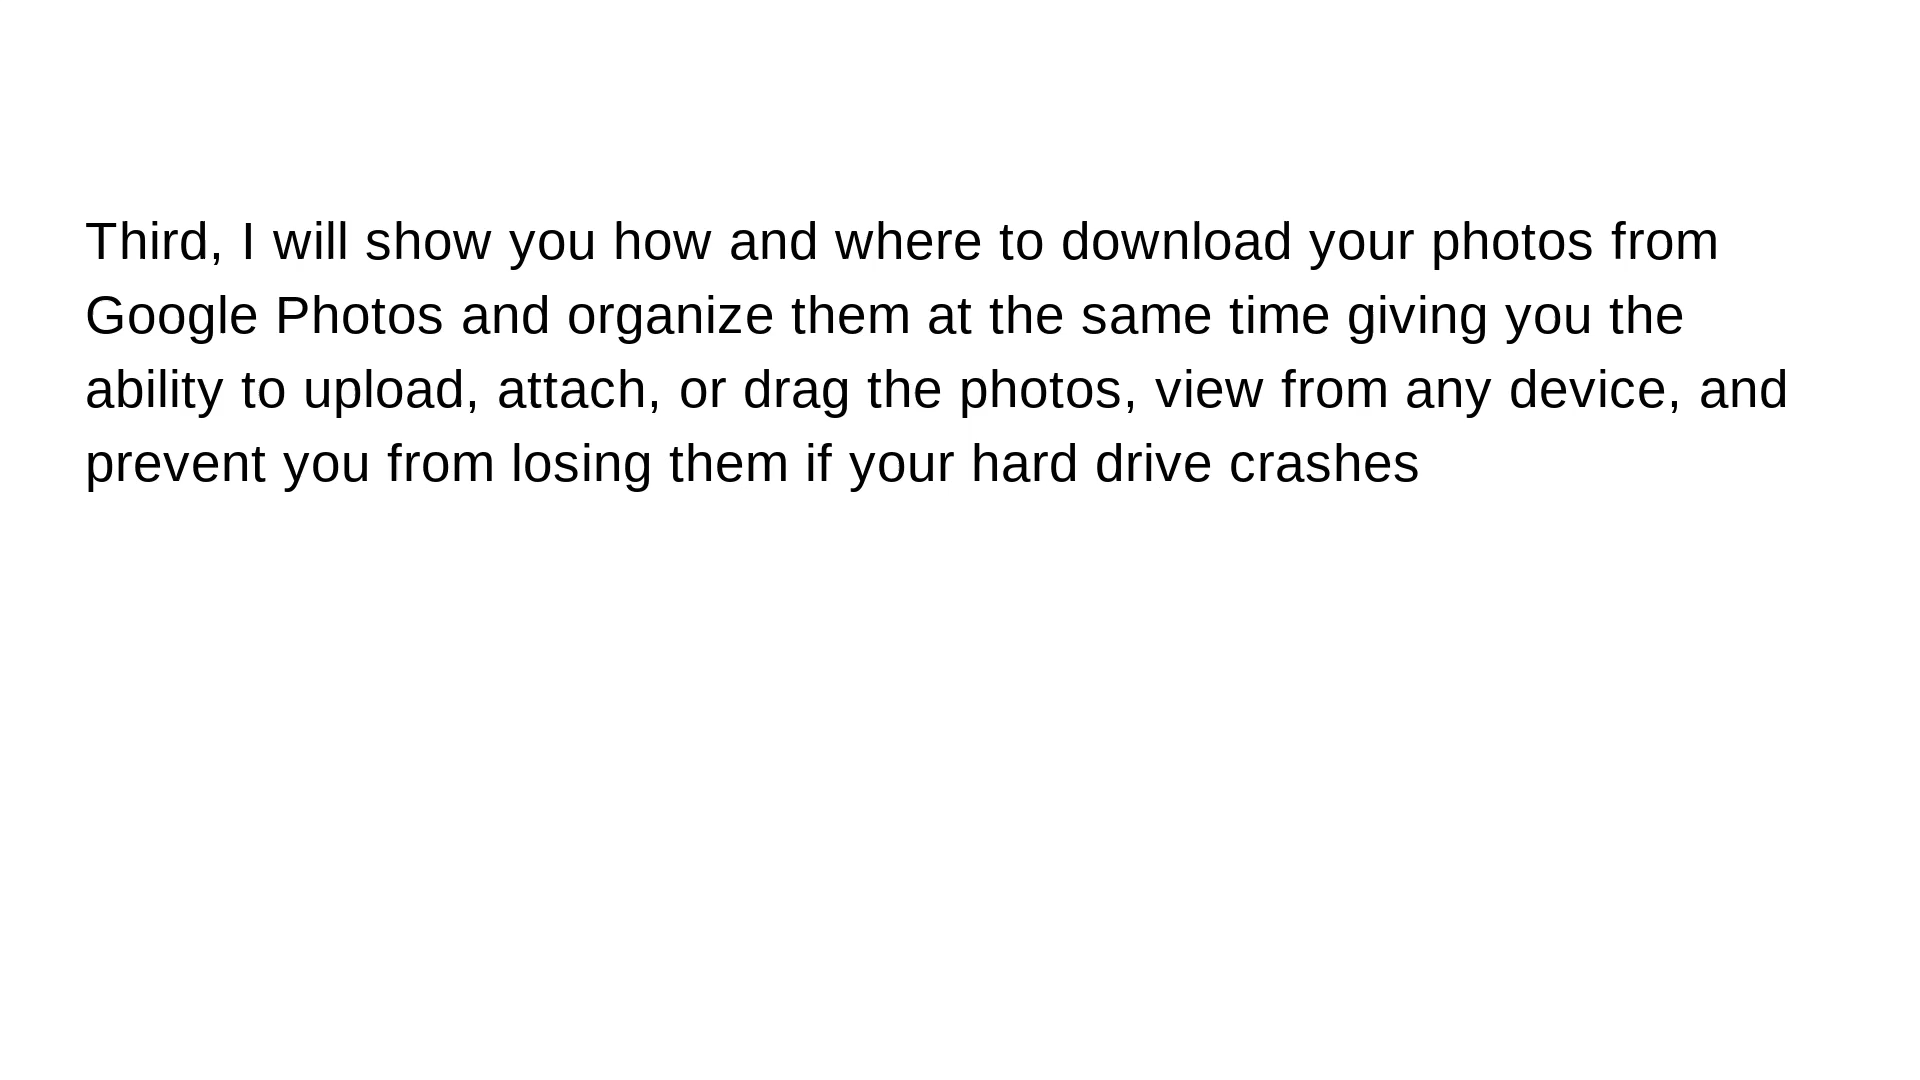 Third, I will show you how and where to download your photos from
Google Photos and organize them at the same time giving you the
ability to upload, attach, or drag the photos, view from any device, and
prevent you from losing them if your hard drive crashes